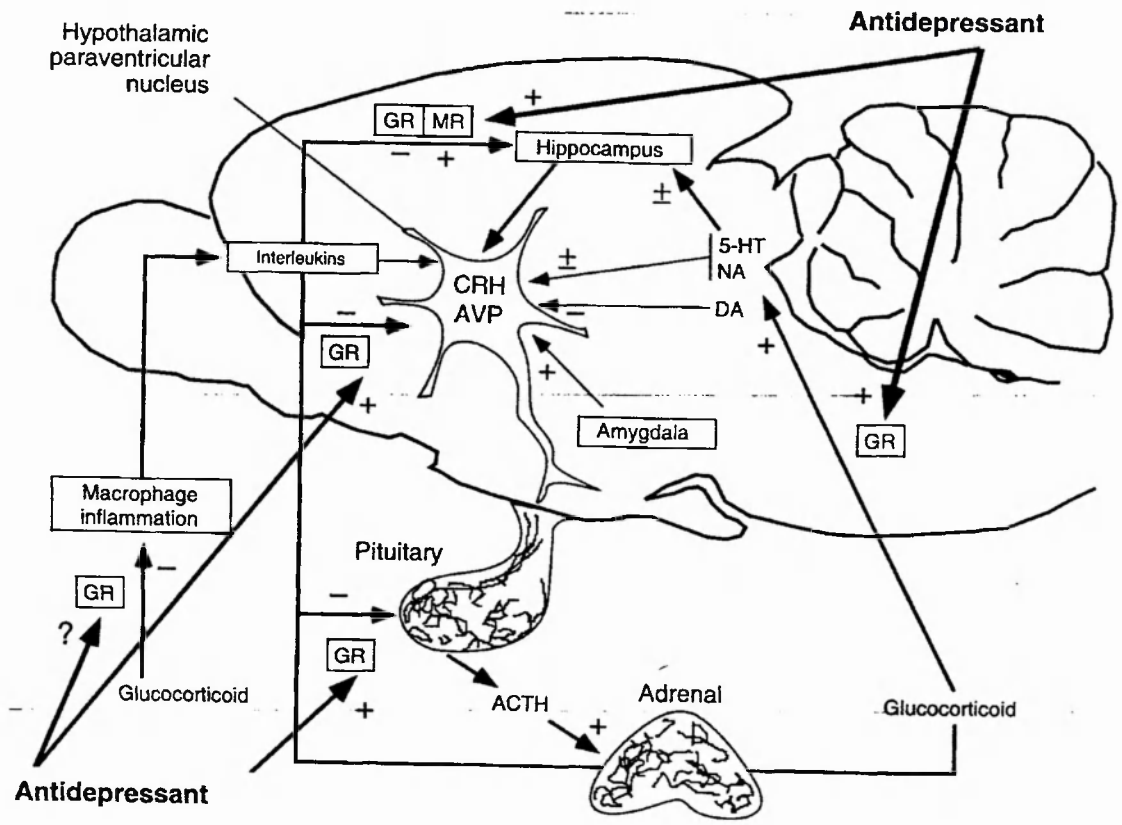 Antidepressant
Hypothalamic
paraventricular
nucleus
+
GR MR
Hippocampus
− +
±
5-HT
NA
Interleukins
±
CRH
AVP
DA
−
−
+
GR
+
+
Amygdala
+
GR
Macrophage
inflammation
Pituitary
−
GR
−
?
GR
Glucocorticoid
ACTH
Adrenal
Glucocorticoid
+
+
Antidepressant